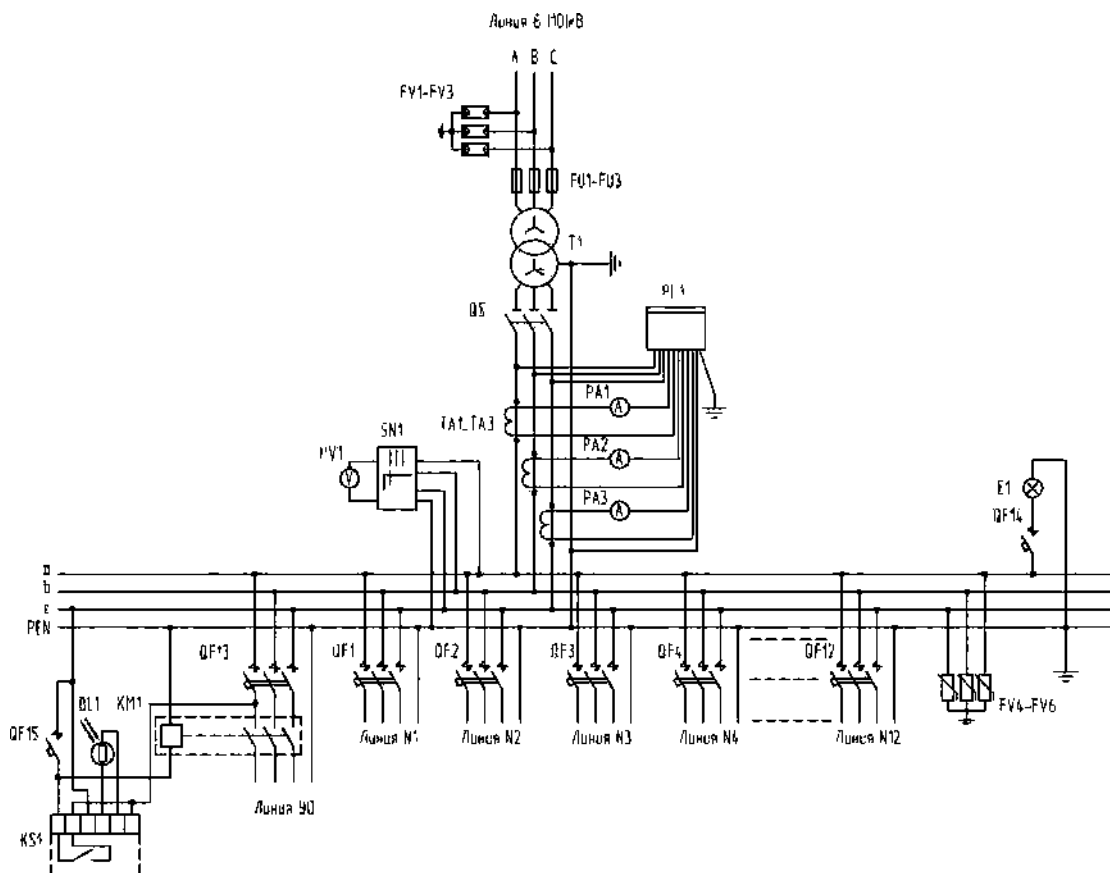 Линия 6 (10)кВ
A B C
FV1-FV3
FU1-FU3
T1
QS
PI1
PA1
TA1-TA3
SN1
PV1
PA2
PA3
E1
QF14
a
b
c
PEN
QF13
QF1
QF2
QF3
QF4
QF12
BL1
KM1
QF15
FV4-FV6
Линия N1
Линия N2
Линия N3
Линия N4
Линия N12
Линия УО
KS1